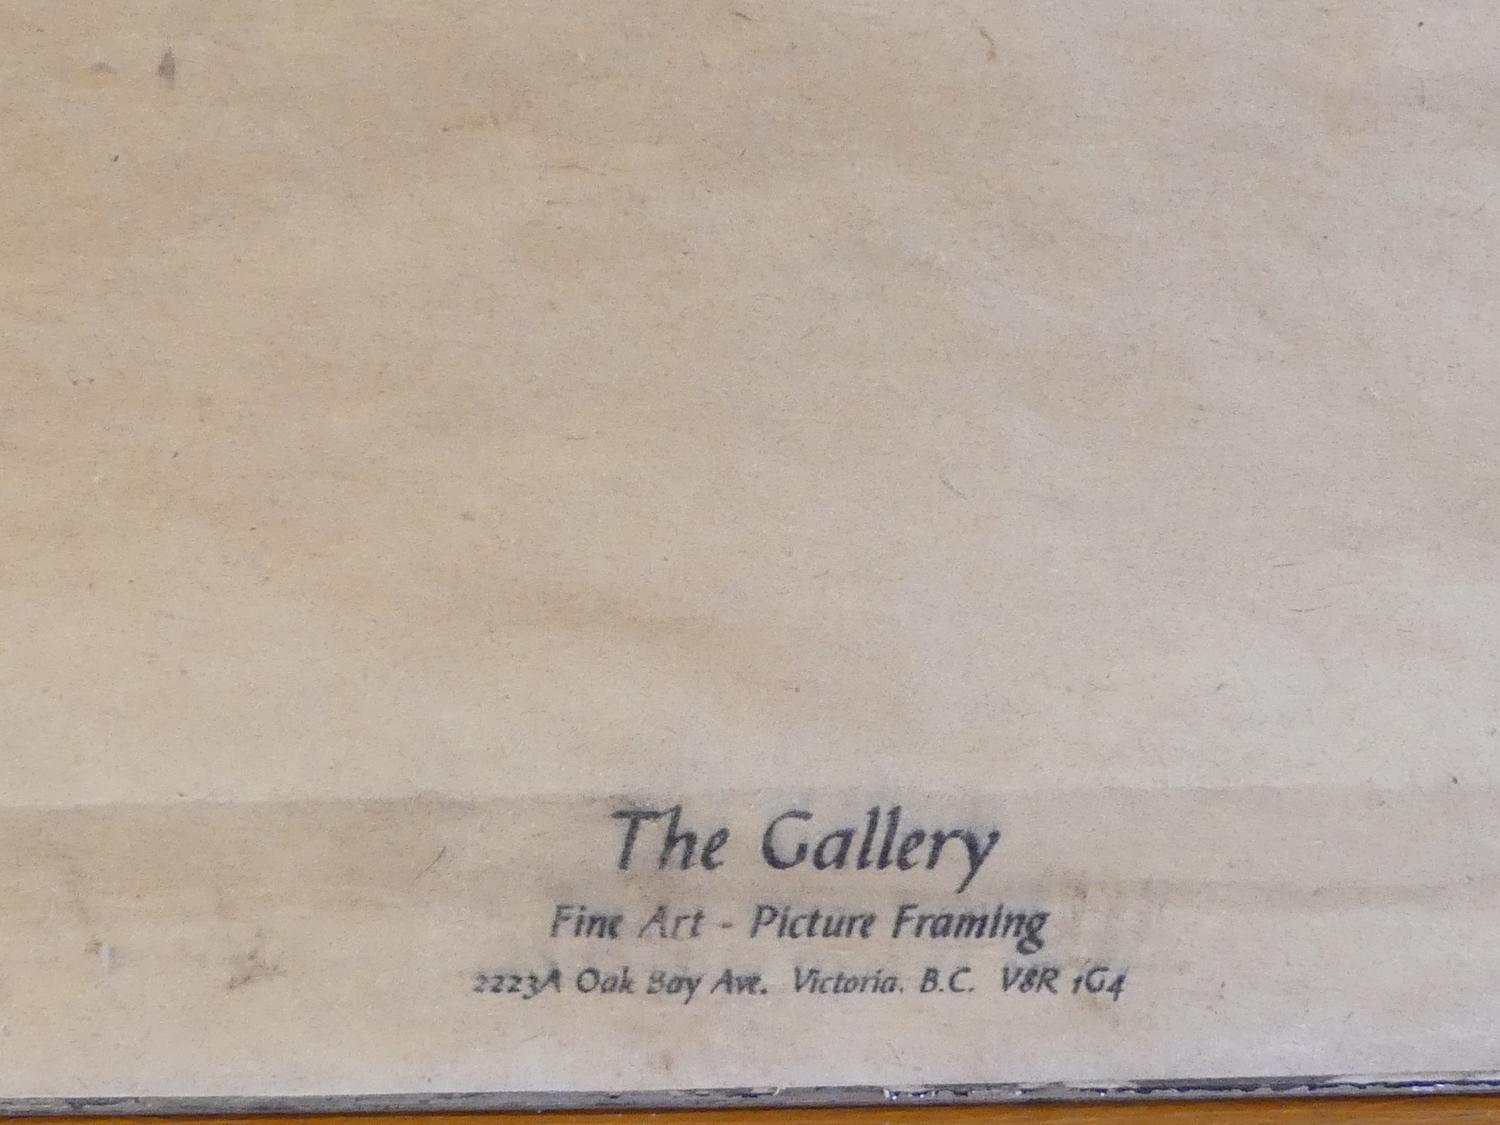 The Gallery
Fine Art - Picture Framing
2223A Oak Bay Ave. Victoria. B.C. V8R 1G4